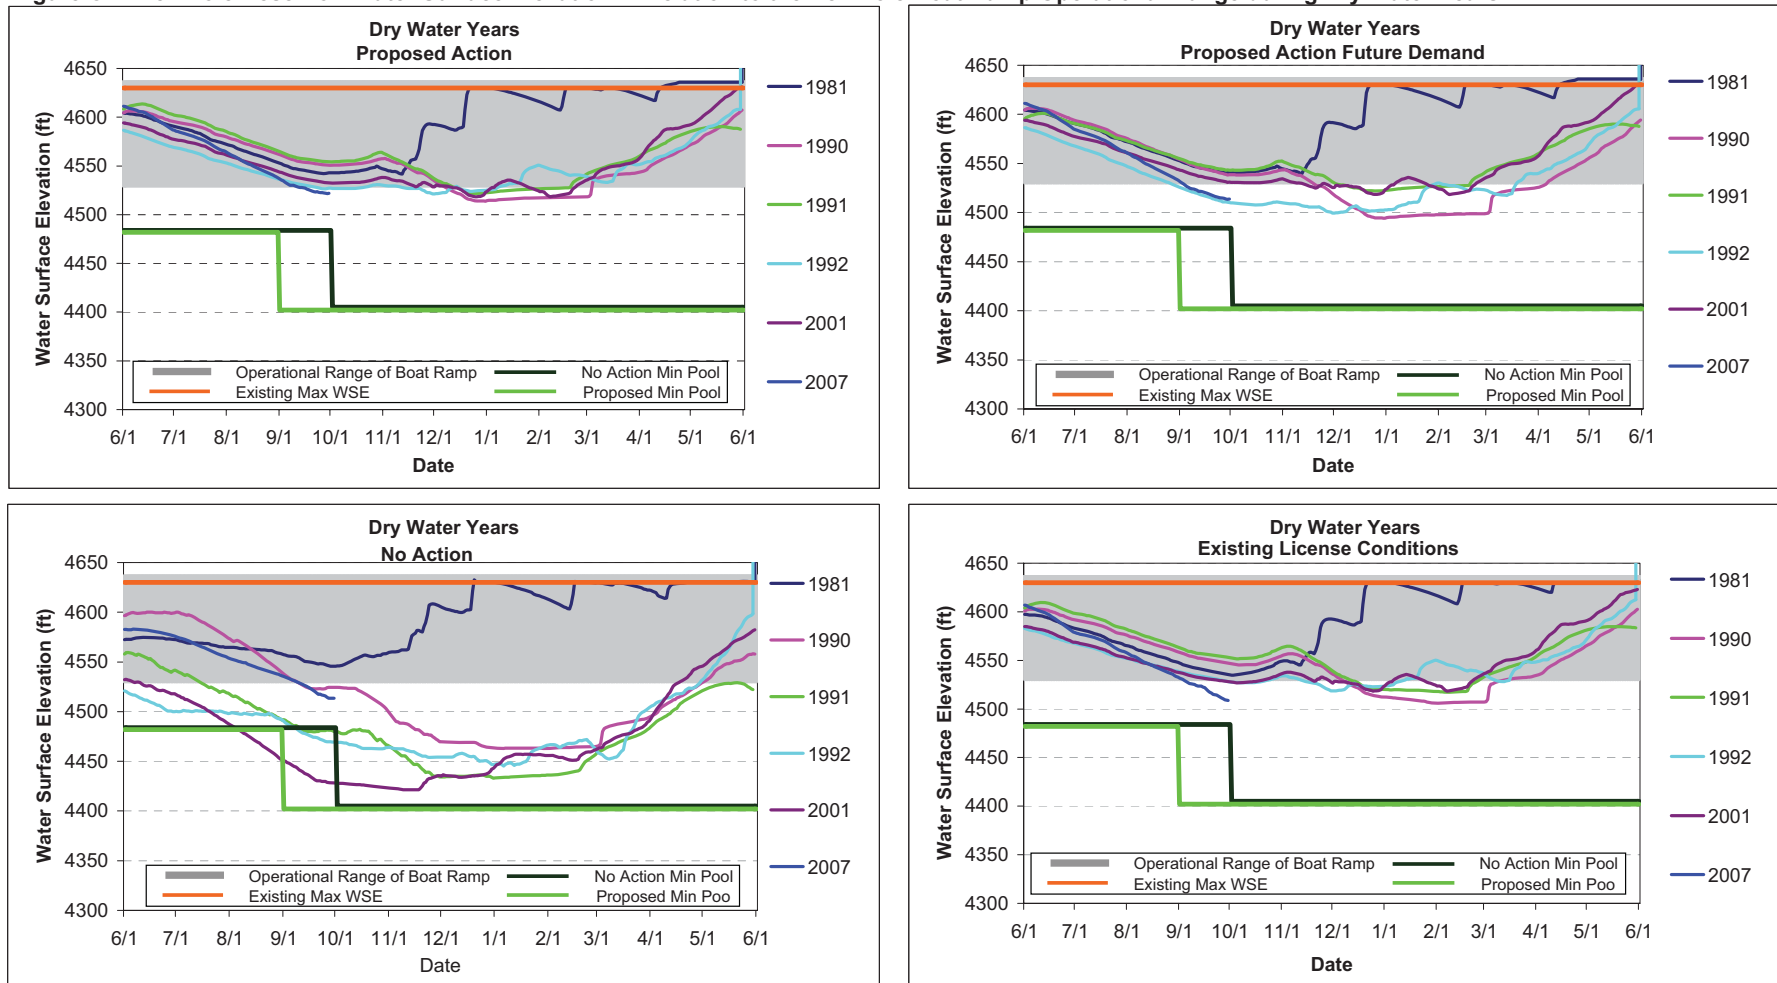 Dry Water Years
Proposed Action
Water Surface Elevation (ft)
4650
4600
4550
4500
4450
4400
4350
4300
Operational Range of Boat Ramp
No Action Min Pool
Existing Max WSE
Proposed Min Pool
6/1 7/1 8/1 9/1 10/1 11/1 12/1 1/1 2/1 3/1 4/1 5/1 6/1
Date
1981
1990
1991
1992
2001
2007
Dry Water Years
Proposed Action Future Demand
Water Surface Elevation (ft)
4650
4600
4550
4500
4450
4400
4350
4300
Operational Range of Boat Ramp
No Action Min Pool
Existing Max WSE
Proposed Min Pool
6/1 7/1 8/1 9/1 10/1 11/1 12/1 1/1 2/1 3/1 4/1 5/1 6/1
Date
1981
1990
1991
1992
2001
2007
Dry Water Years
No Action
Water Surface Elevation (ft)
4650
4600
4550
4500
4450
4400
4350
4300
Operational Range of Boat Ramp
No Action Min Pool
Existing Max WSE
Proposed Min Poo
6/1 7/1 8/1 9/1 10/1 11/1 12/1 1/1 2/1 3/1 4/1 5/1 6/1
Date
1981
1990
1991
1992
2001
2007
Dry Water Years
Existing License Conditions
Water Surface Elevation (ft)
4650
4600
4550
4500
4450
4400
4350
4300
Operational Range of Boat Ramp
No Action Min Pool
Existing Max WSE
Proposed Min Poo
6/1 7/1 8/1 9/1 10/1 11/1 12/1 1/1 2/1 3/1 4/1 5/1 6/1
Date
1981
1990
1991
1992
2001
2007